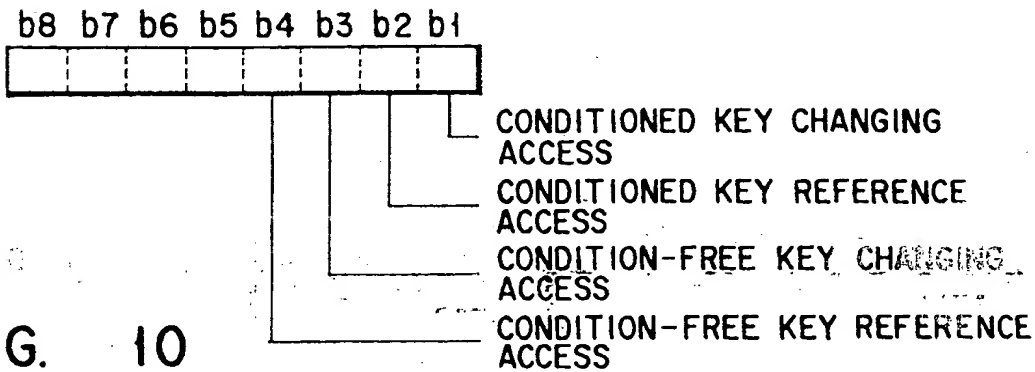 b8 b7 b6 b5 b4 b3 b2 b1
CONDITIONED KEY CHANGING
ACCESS
CONDITIONED KEY REFERENCE
ACCESS
CONDITION-FREE KEY CHANGING
ACCESS
CONDITION-FREE KEY REFERENCE
ACCESS
G. 10